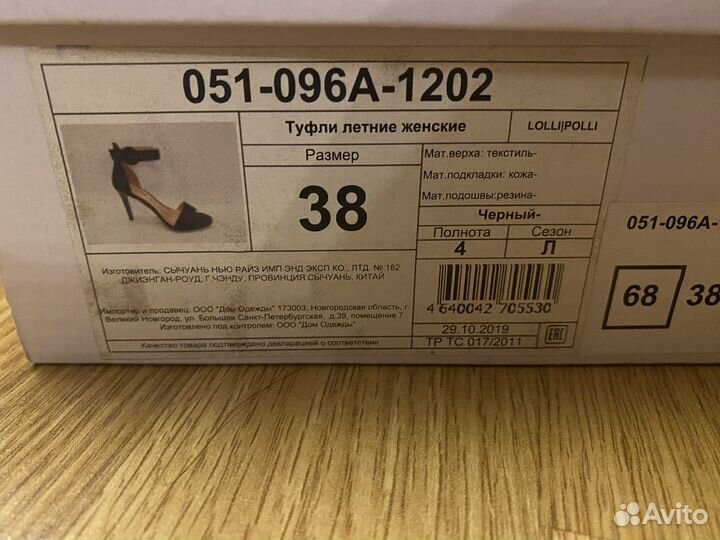 051-096A-1202
Туфли летние женские
LOLLI|POLLI
Размер
38
Мат.верха: текстиль-
Мат.подкладки: кожа-
Мат.подошвы:резина-
Черный-
Полнота Сезон
4 Л
Изготовитель: СЫЧУАНЬ НЬЮ РАЙЗ ИМП ЭНД ЭКСП КО., ЛТД. № 182
ДЖИЭНГАН-РОУД, Г.ЧЭНДУ, ПРОВИНЦИЯ СЫЧУАНЬ, КИТАЙ
Импортер и продавец: ООО "Дом Одежды" 173003, Новгородская область, г.
Великий Новгород, ул. Большая Санкт-Петербургская, д.39, помещение 7
Изготовлено под контролем: ООО "Дом Одежды"
Качество товара подтверждено декларацией о соответствии
4 640042 705530
29.10.2019
ТР ТС 017/2011
EAC
051-096A-
68 38
Avito